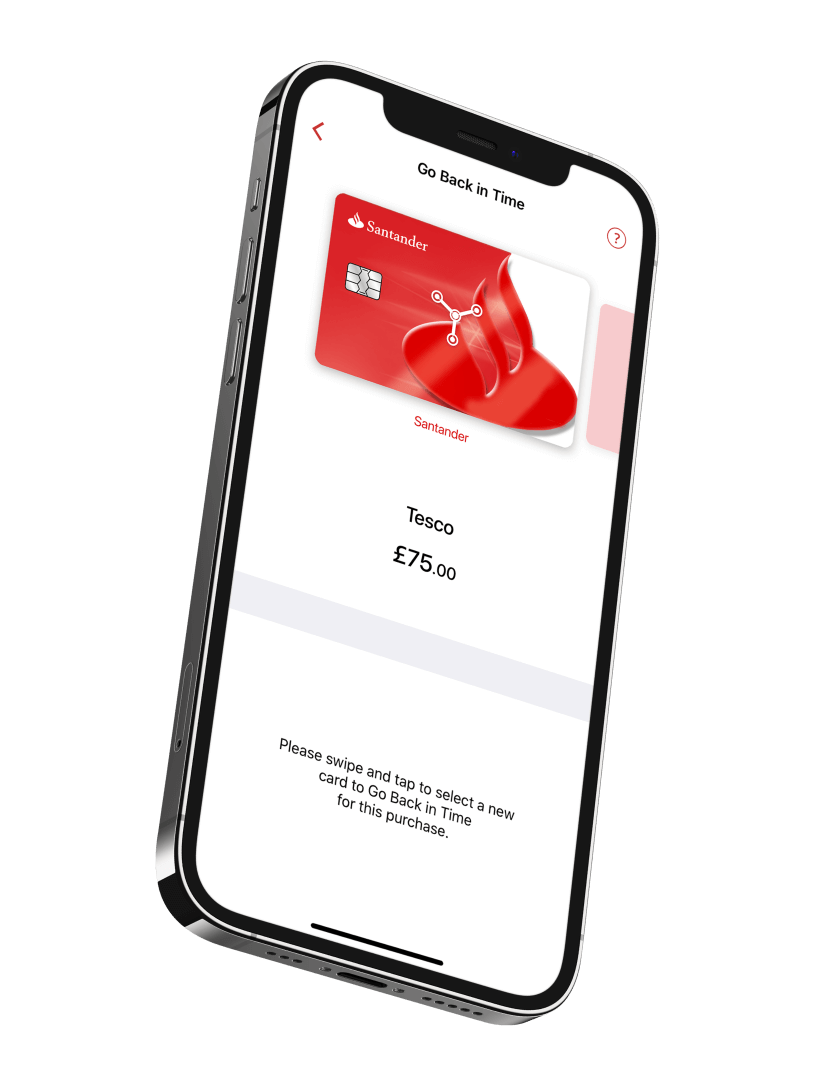 Go Back in Time
?
Santander
Santander
Tesco
£75.00
Please swipe and tap to select a new
card to Go Back in Time
for this purchase.